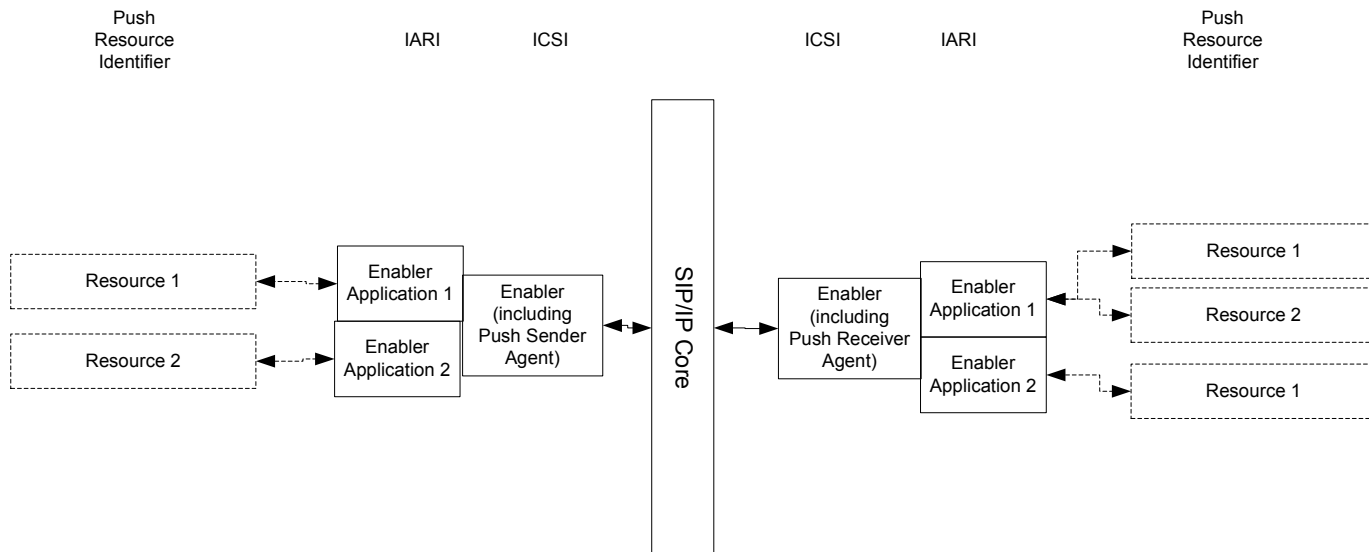 Push
Resource
Identifier
IARI
ICSI
ICSI
IARI
Push
Resource
Identifier
Resource 1
Resource 2
Enabler
Application 1
Enabler
Application 2
Enabler
(including
Push Sender
Agent)
SIP/IP Core
Enabler
(including
Push Receiver
Agent)
Enabler
Application 1
Enabler
Application 2
Resource 1
Resource 2
Resource 1